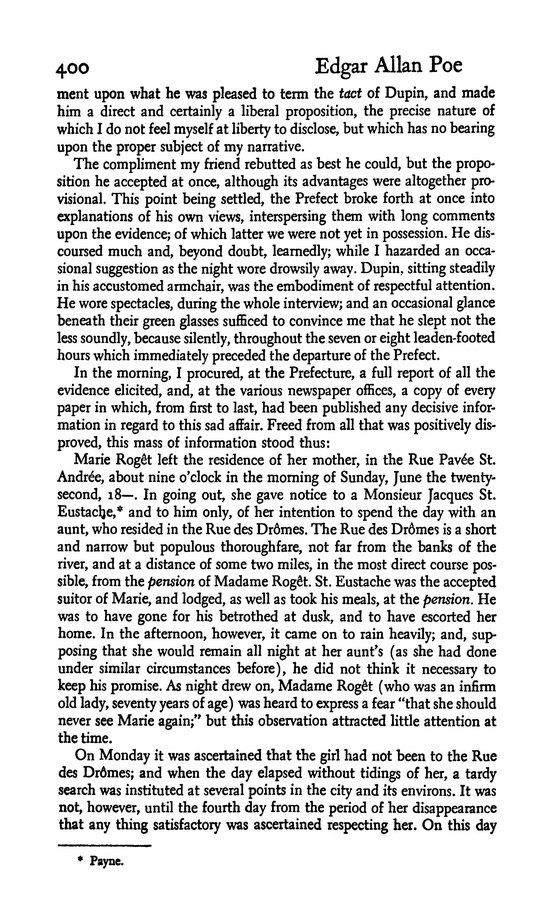 400 Edgar Allan Poe
ment upon what he was pleased to term the tact of Dupin, and made
him a direct and certainly a liberal proposition, the precise nature of
which I do not feel myself at liberty to disclose, but which has no bearing
upon the proper subject of my narrative.
The compliment my friend rebutted as best he could, but the propo-
sition he accepted at once, although its advantages were altogether pro-
visional. This point being settled, the Prefect broke forth at once into
explanations of his own views, interspersing them with long comments
upon the evidence; of which latter we were not yet in possession. He dis-
coursed much and, beyond doubt, learnedly; while I hazarded an occa-
sional suggestion as the night wore drowsily away. Dupin, sitting steadily
in his accustomed armchair, was the embodiment of respectful attention.
He wore spectacles, during the whole interview; and an occasional glance
beneath their green glasses sufficed to convince me that he slept not the
less soundly, because silently, throughout the seven or eight leaden-footed
hours which immediately preceded the departure of the Prefect.
In the morning, I procured, at the Prefecture, a full report of all the
evidence elicited, and, at the various newspaper offices, a copy of every
paper in which, from first to last, had been published any decisive infor-
mation in regard to this sad affair. Freed from all that was positively dis-
proved, this mass of information stood thus:
Marie Rogêt left the residence of her mother, in the Rue Pavée St.
Andrée, about nine o'clock in the morning of Sunday, June the twenty-
second, 18—. In going out, she gave notice to a Monsieur Jacques St.
Eustache,* and to him only, of her intention to spend the day with an
aunt, who resided in the Rue des Drômes. The Rue des Drômes is a short
and narrow but populous thoroughfare, not far from the banks of the
river, and at a distance of some two miles, in the most direct course pos-
sible, from the pension of Madame Rogêt. St. Eustache was the accepted
suitor of Marie, and lodged, as well as took his meals, at the pension. He
was to have gone for his betrothed at dusk, and to have escorted her
home. In the afternoon, however, it came on to rain heavily; and, sup-
posing that she would remain all night at her aunt's (as she had done
under similar circumstances before), he did not think it necessary to
keep his promise. As night drew on, Madame Rogêt (who was an infirm
old lady, seventy years of age) was heard to express a fear "that she should
never see Marie again;" but this observation attracted little attention at
the time.
On Monday it was ascertained that the girl had not been to the Rue
des Drômes; and when the day elapsed without tidings of her, a tardy
search was instituted at several points in the city and its environs. It was
not, however, until the fourth day from the period of her disappearance
that any thing satisfactory was ascertained respecting her. On this day
* Payne.